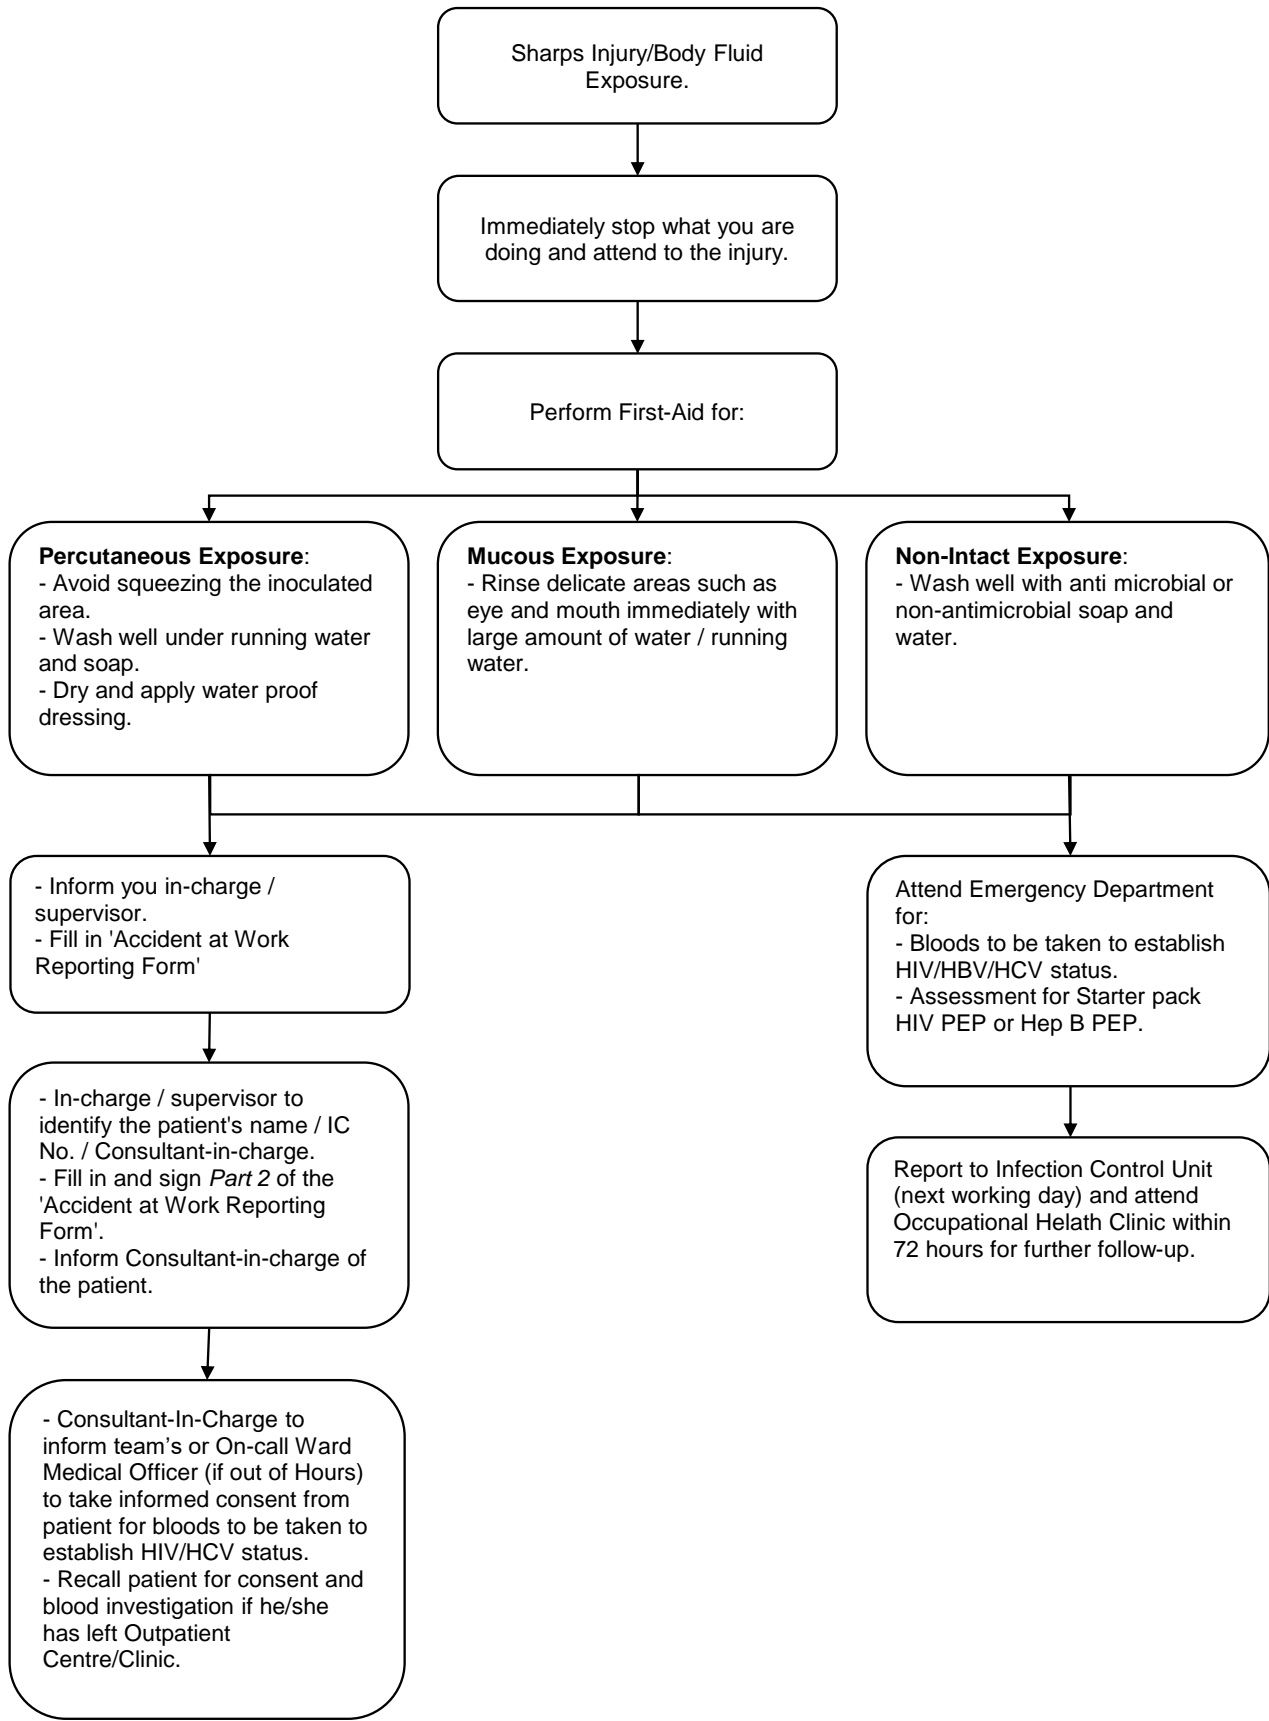 Sharps Injury/Body Fluid
Exposure.
Immediately stop what you are
doing and attend to the injury.
Perform First-Aid for:
Percutaneous Exposure:
- Avoid squeezing the inoculated
area.
- Wash well under running water
and soap.
- Dry and apply water proof
dressing.
Mucous Exposure:
- Rinse delicate areas such as
eye and mouth immediately with
large amount of water / running
water.
Non-Intact Exposure:
- Wash well with anti microbial or
non-antimicrobial soap and
water.
- Inform you in-charge /
supervisor.
- Fill in 'Accident at Work
Reporting Form'
Attend Emergency Department
for:
- Bloods to be taken to establish
HIV/HBV/HCV status.
- Assessment for Starter pack
HIV PEP or Hep B PEP.
- In-charge / supervisor to
identify the patient's name / IC
No. / Consultant-in-charge.
- Fill in and sign Part 2 of the
'Accident at Work Reporting
Form'.
- Inform Consultant-in-charge of
the patient.
Report to Infection Control Unit
(next working day) and attend
Occupational Helath Clinic within
72 hours for further follow-up.
- Consultant-In-Charge to
inform team’s or On-call Ward
Medical Officer (if out of Hours)
to take informed consent from
patient for bloods to be taken to
establish HIV/HCV status.
- Recall patient for consent and
blood investigation if he/she
has left Outpatient
Centre/Clinic.